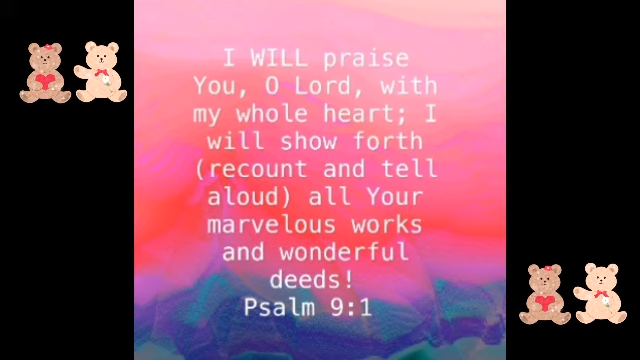 I WILL praise
You, O Lord, with
my whole heart; I
will show forth
(recount and tell
aloud) all Your
marvelous works
and wonderful
deeds!
Psalm 9:1